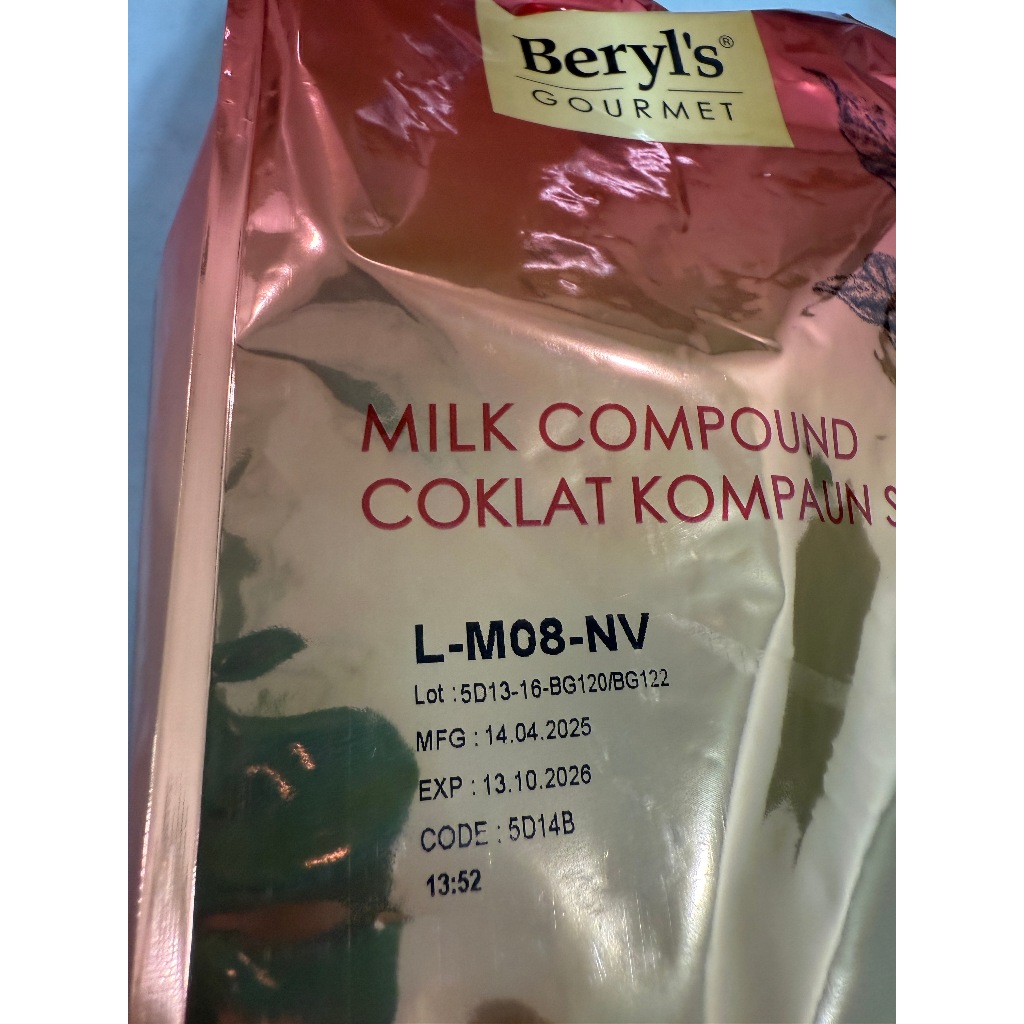 Beryl's®
GOURMET
MILK COMPOUND
COKLAT KOMPAUN
L-M08-NV
Lot : 5D13-16-BG120/BG122
MFG : 14.04.2025
EXP : 13.10.2026
CODE : 5D14B
13:52